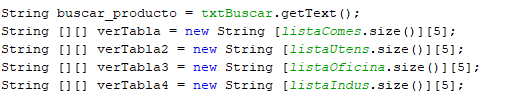 String buscar_producto = txtBuscar.getText();
String [][] verTabla = new String [listaComes.size()][5];
String [][] verTabla2 = new String [listaUtens.size()][5];
String [][] verTabla3 = new String [listaOficina.size()][5];
String [][] verTabla4 = new String [listaIndus.size()][5];